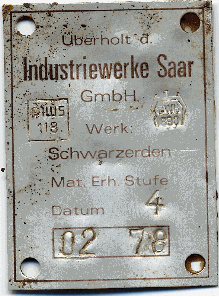 Überholt d.
Industriewerke Saar
GmbH.
Werk:
Schwarzerden
Mat. Erh. Stufe
Datum 4
02 78